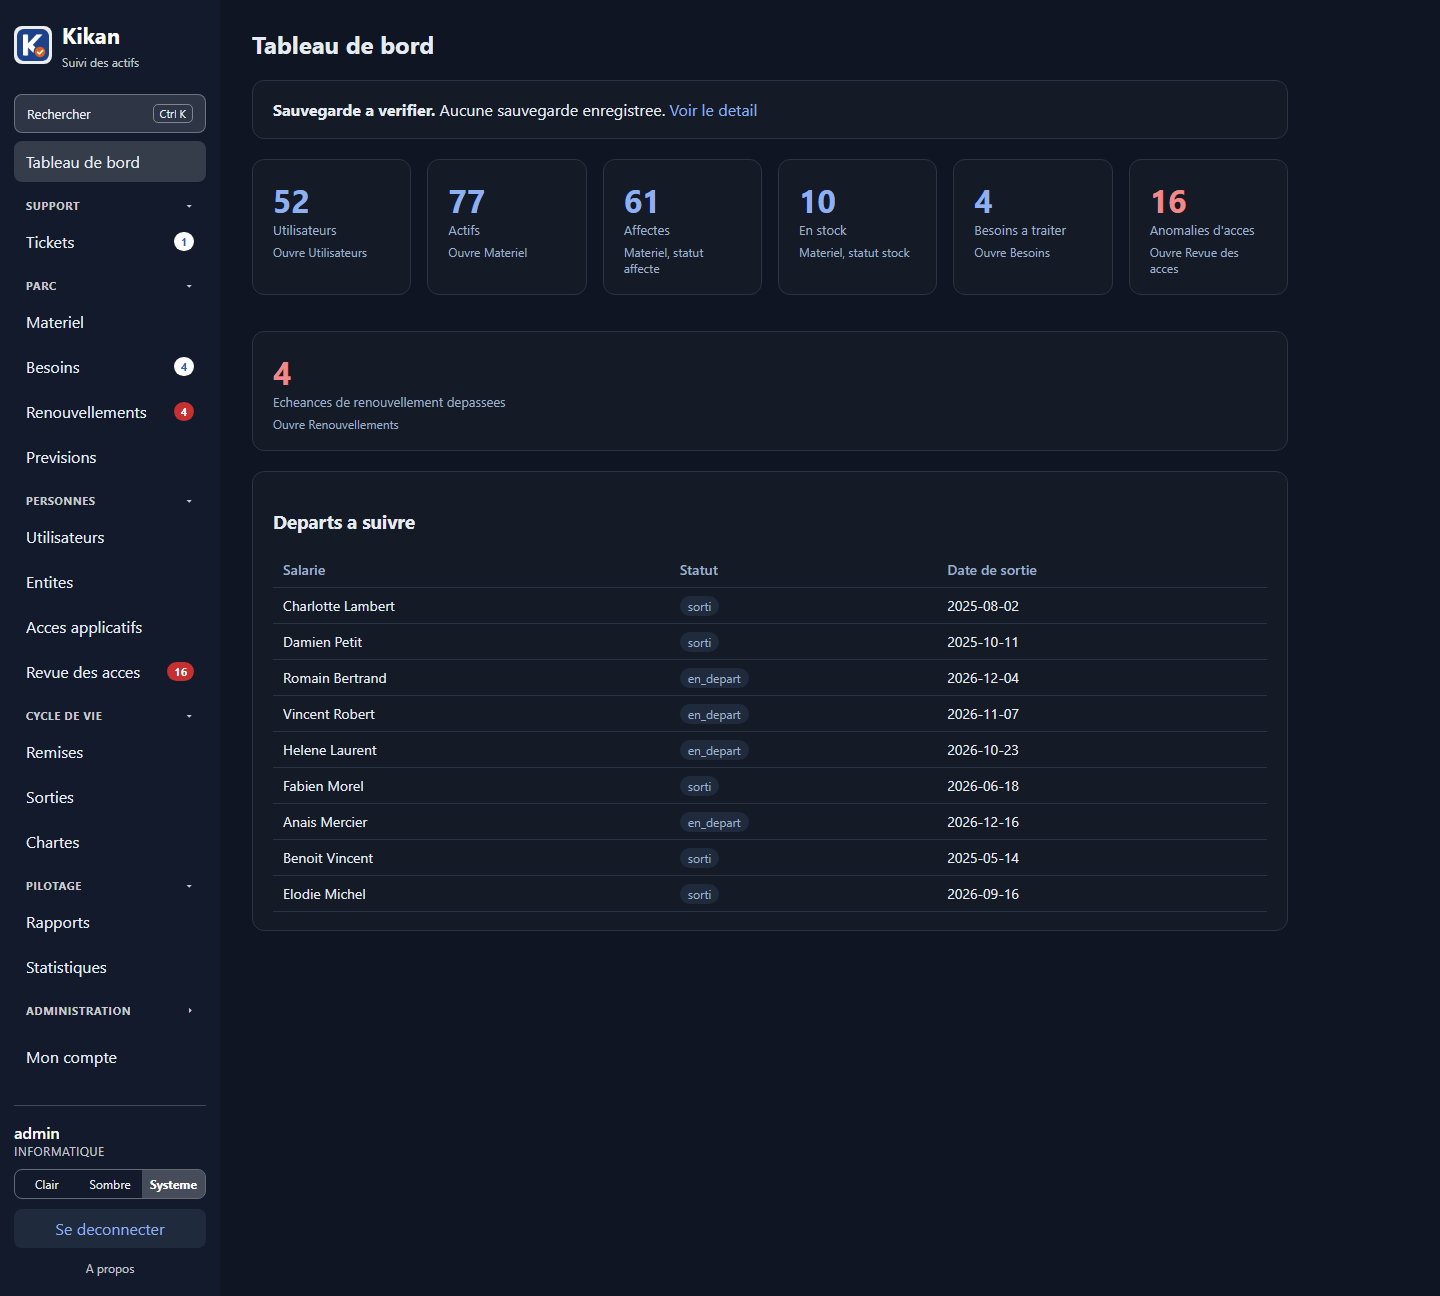 Kikan
Suivi des actifs
Rechercher Ctrl K
Tableau de bord
SUPPORT
Tickets 1
PARC
Materiel
Besoins 4
Renouvellements 4
Previsions
PERSONNES
Utilisateurs
Entites
Acces applicatifs
Revue des acces 16
CYCLE DE VIE
Remises
Sorties
Chartes
PILOTAGE
Rapports
Statistiques
ADMINISTRATION
Mon compte
admin
INFORMATIQUE
Clair Sombre Systeme
Se deconnecter
A propos
Tableau de bord
Sauvegarde a verifier. Aucune sauvegarde enregistree. Voir le detail
52
Utilisateurs
Ouvre Utilisateurs
77
Actifs
Ouvre Materiel
61
Affectes
Materiel, statut
affecte
10
En stock
Materiel, statut stock
4
Besoins a traiter
Ouvre Besoins
16
Anomalies d'acces
Ouvre Revue des
acces
4
Echeances de renouvellement depassees
Ouvre Renouvellements
Departs a suivre
Salarie Statut Date de sortie
Charlotte Lambert sorti 2025-08-02
Damien Petit sorti 2025-10-11
Romain Bertrand en_depart 2026-12-04
Vincent Robert en_depart 2026-11-07
Helene Laurent en_depart 2026-10-23
Fabien Morel sorti 2026-06-18
Anais Mercier en_depart 2026-12-16
Benoit Vincent sorti 2025-05-14
Elodie Michel sorti 2026-09-16